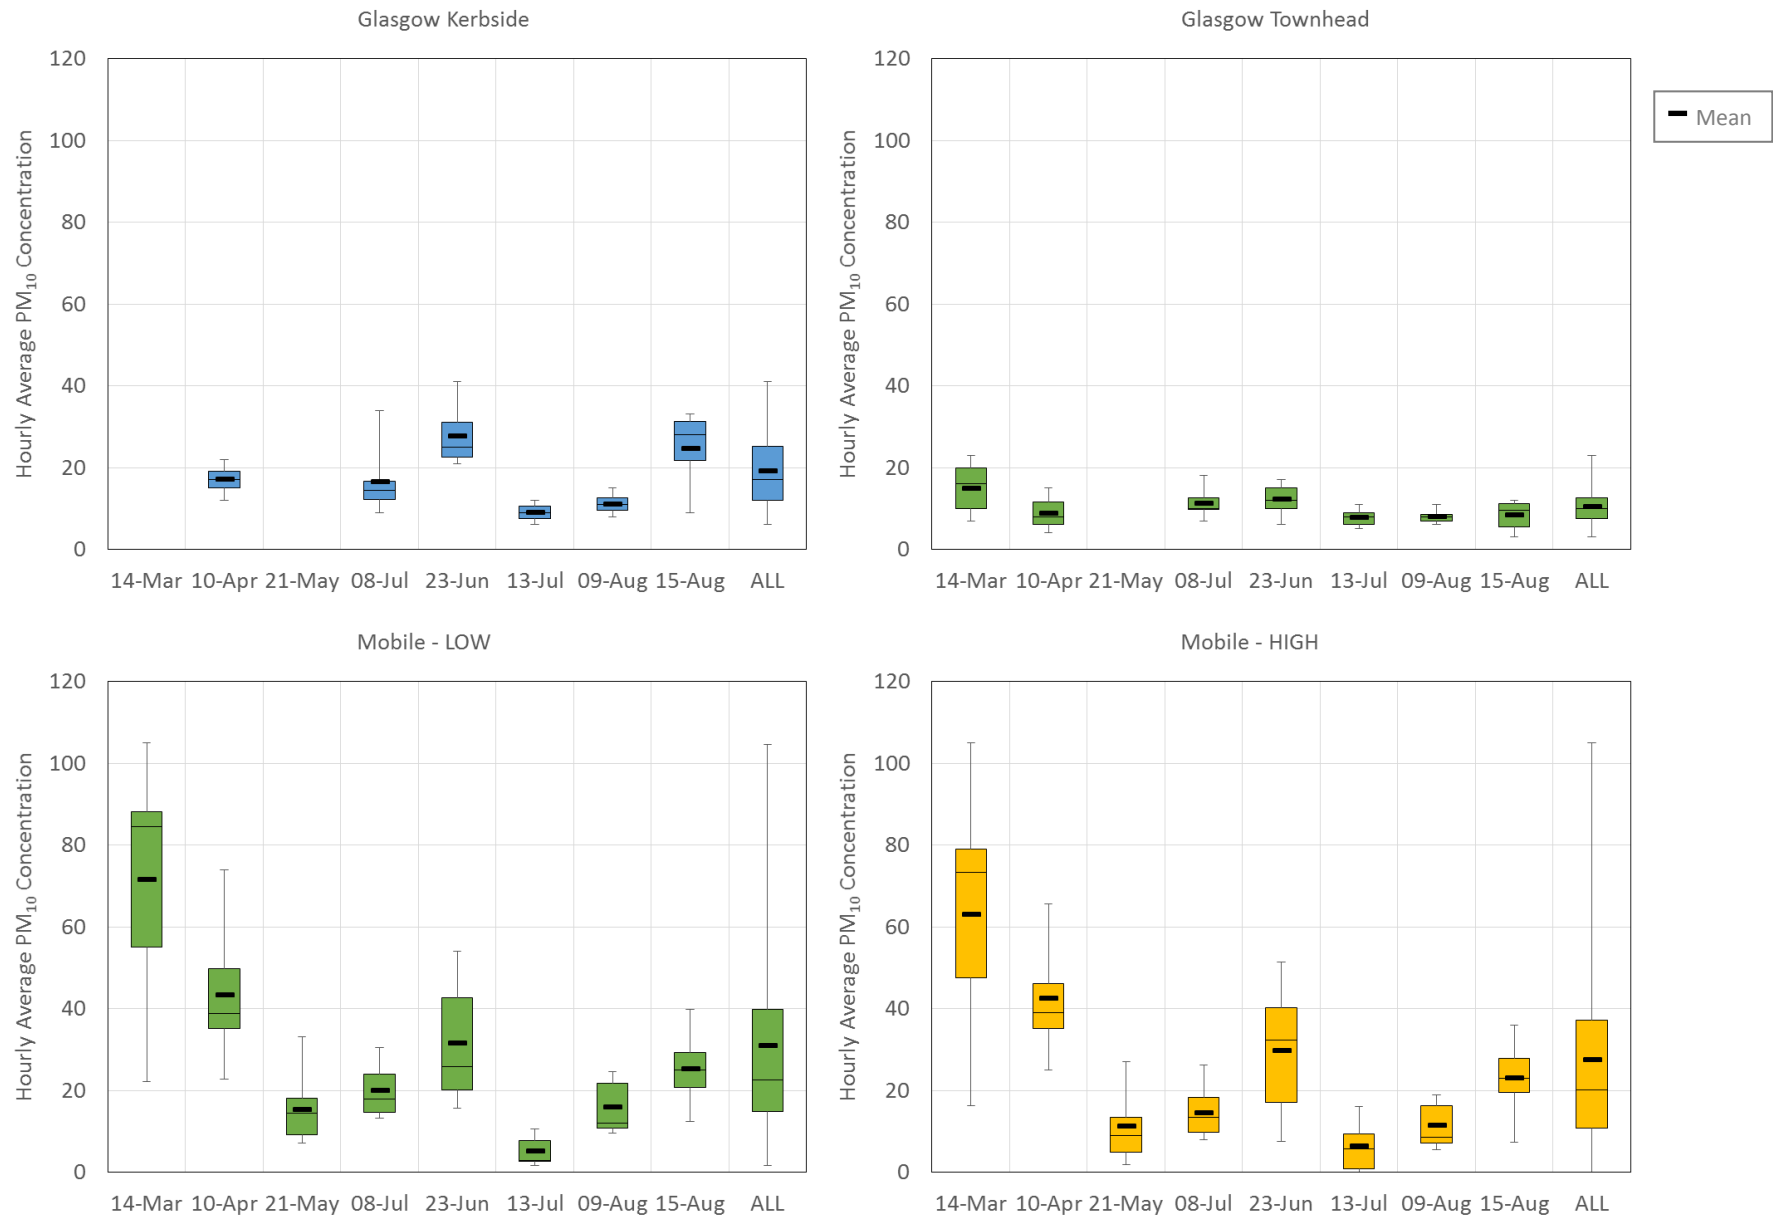 Glasgow Kerbside
Hourly Average PM₁₀ Concentration
120
100
80
60
40
20
0
14-Mar 10-Apr 21-May 08-Jul 23-Jun 13-Jul 09-Aug 15-Aug ALL
Glasgow Townhead
Hourly Average PM₁₀ Concentration
120
100
80
60
40
20
0
14-Mar 10-Apr 21-May 08-Jul 23-Jun 13-Jul 09-Aug 15-Aug ALL
Mean
Mobile - LOW
Hourly Average PM₁₀ Concentration
120
100
80
60
40
20
0
14-Mar 10-Apr 21-May 08-Jul 23-Jun 13-Jul 09-Aug 15-Aug ALL
Mobile - HIGH
Hourly Average PM₁₀ Concentration
120
100
80
60
40
20
0
14-Mar 10-Apr 21-May 08-Jul 23-Jun 13-Jul 09-Aug 15-Aug ALL